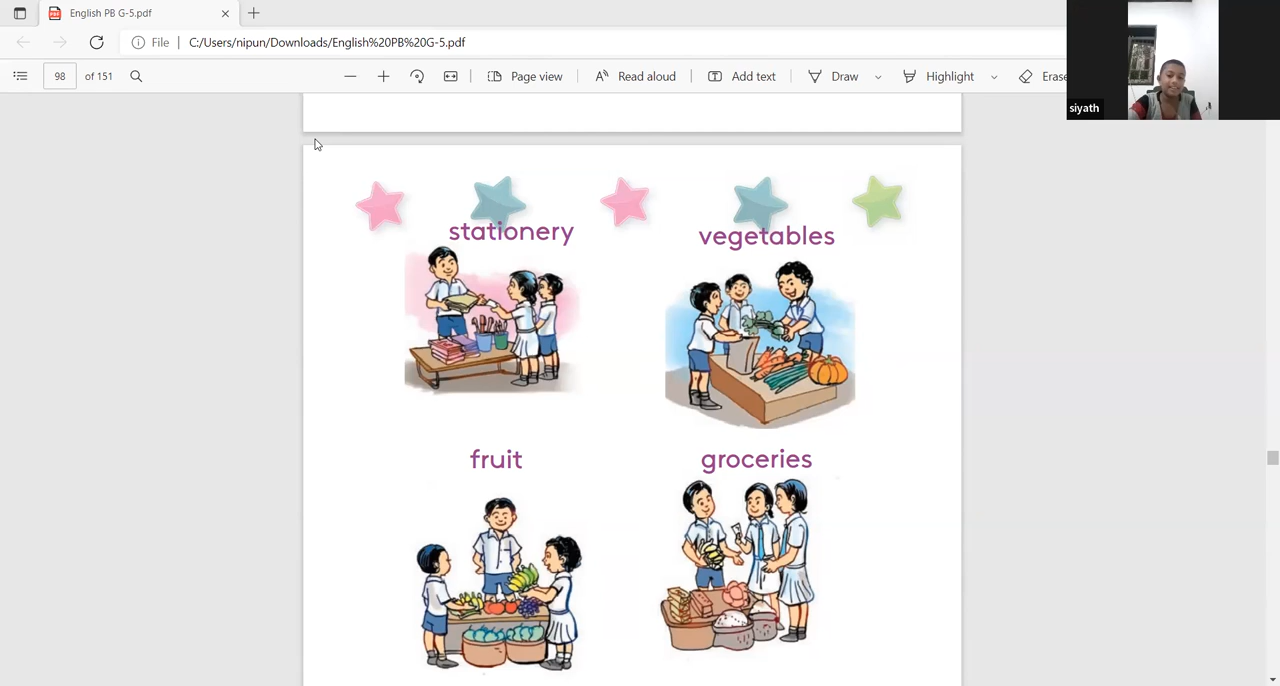 English PB G-5.pdf
File C:/Users/nipun/Downloads/English%20PB%20G-5.pdf
98 of 151 Page view Read aloud Add text Draw Highlight Erase
siyath
stationery vegetables
fruit groceries